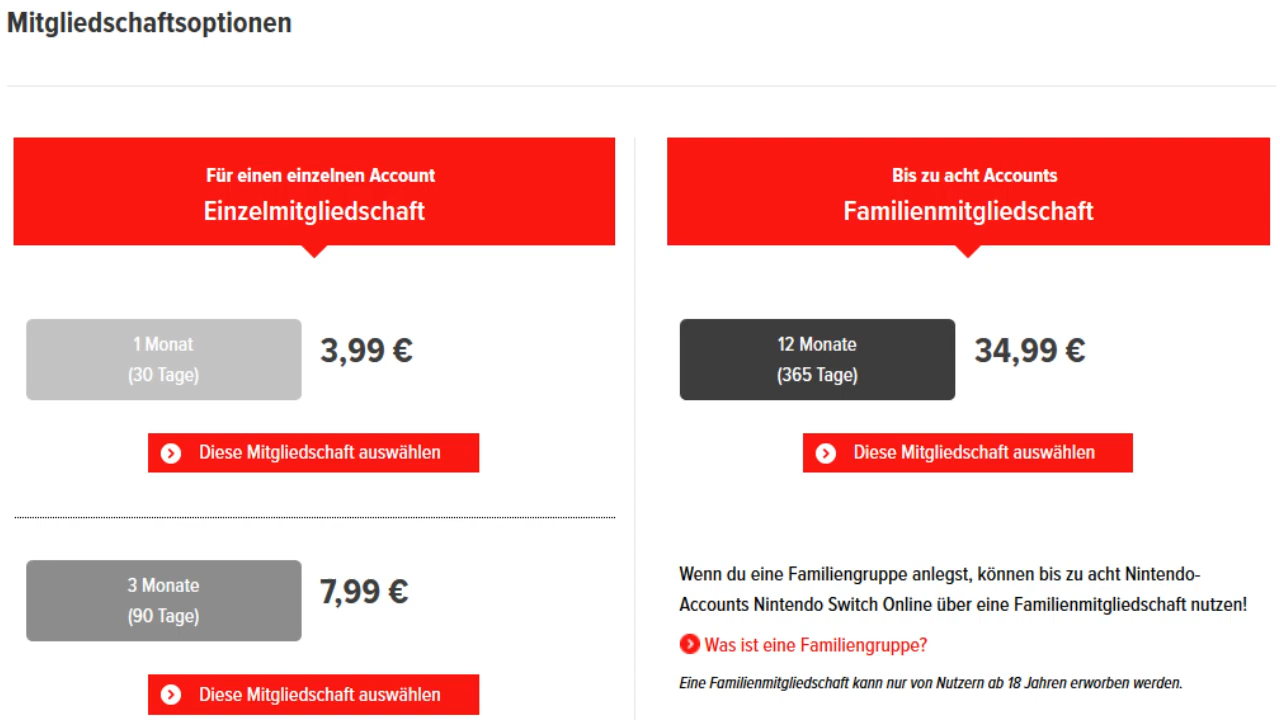 Mitgliedschaftsoptionen
Für einen einzelnen Account
Einzelmitgliedschaft
1 Monat
(30 Tage)
3,99 €
Diese Mitgliedschaft auswählen
3 Monate
(90 Tage)
7,99 €
Diese Mitgliedschaft auswählen
Bis zu acht Accounts
Familienmitgliedschaft
12 Monate
(365 Tage)
34,99 €
Diese Mitgliedschaft auswählen
Wenn du eine Familiengruppe anlegst, können bis zu acht Nintendo-
Accounts Nintendo Switch Online über eine Familienmitgliedschaft nutzen!
Was ist eine Familiengruppe?
Eine Familienmitgliedschaft kann nur von Nutzern ab 18 Jahren erworben werden.